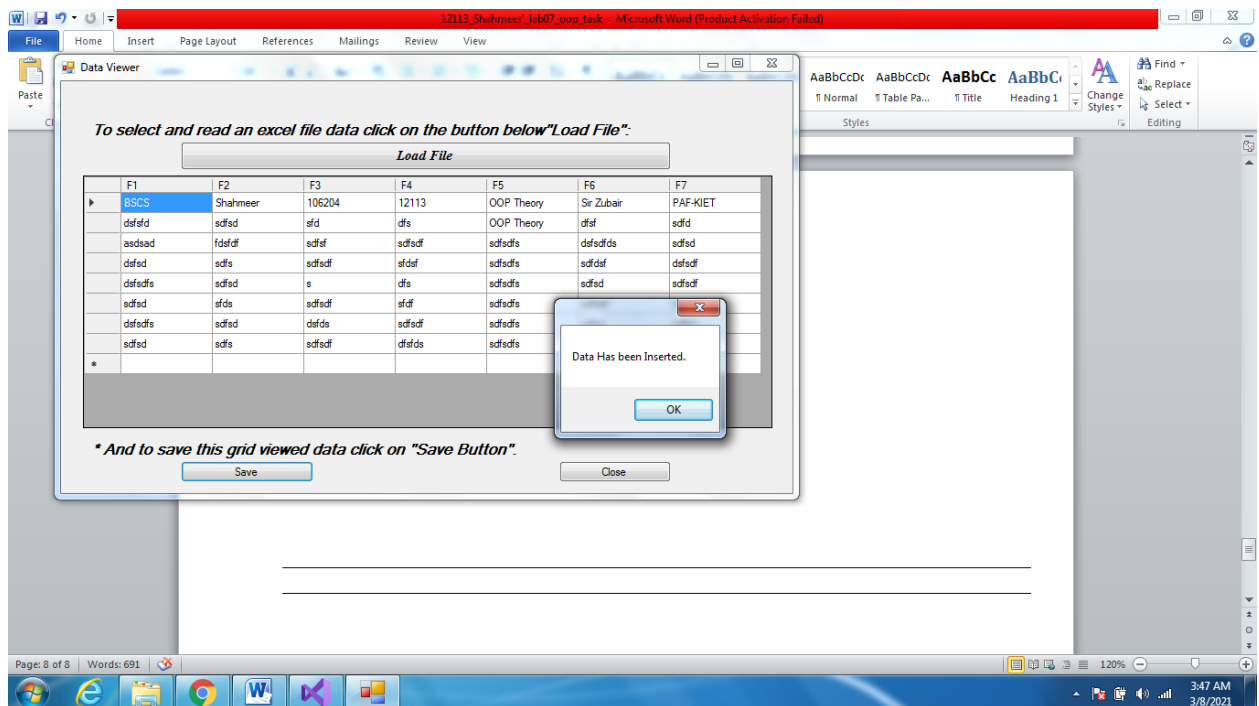 12113_Shahmeer'_lab07_oop_task - Microsoft Word (Product Activation Failed)
File Home Insert Page Layout References Mailings Review View
Paste
AaBbCcDc AaBbCcDc AaBbCc AaBbC
¶ Normal ¶ Table Pa... ¶ Title Heading 1
Change Styles
Styles
Find
Replace
Select
Editing
Data Viewer
To select and read an excel file data click on the button below"Load File":
Load File
F1 F2 F3 F4 F5 F6 F7
BSCS Shahmeer 106204 12113 OOP Theory Sir Zubair PAF-KIET
dsfsfd sdfsd sfd dfs OOP Theory dfsf sdfd
asdsad fdsfdf sdfsf sdfsdf sdfsdfs dsfsdfds sdfsd
dsfsd sdfs sdfsdf sfdsf sdfsdfs sdfdsf dsfsdf
dsfsdfs sdfsd s dfs sdfsdfs sdfsd sdfsdf
sdfsd sfds sdfsdf sfdf sdfsdfs
dsfsdfs sdfsd dsfds sdfsdf sdfsdfs
sdfsd sdfs sdfsdf dfsfds sdfsdfs
*
Data Has been Inserted.
OK
* And to save this grid viewed data click on "Save Button".
Save Close
Page: 8 of 8 Words: 691 120%
3:47 AM
3/8/2021